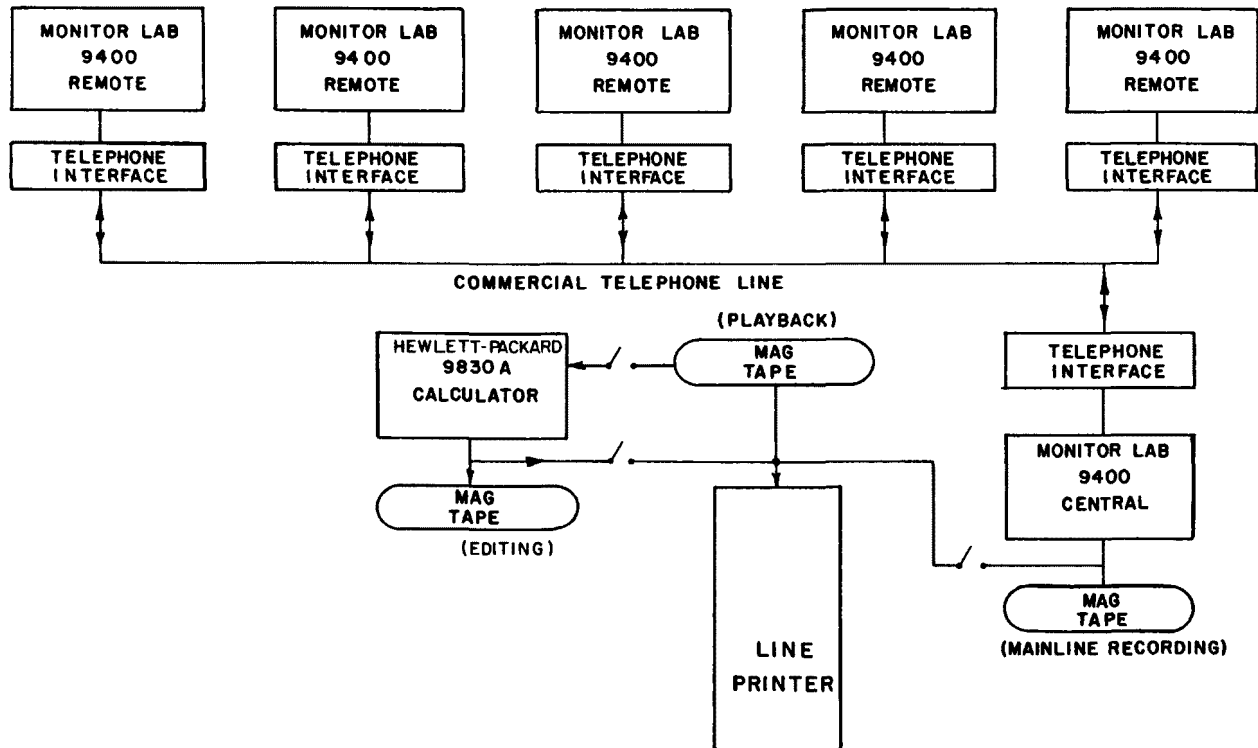 MONITOR LAB
9400
REMOTE
MONITOR LAB
9400
REMOTE
MONITOR LAB
9400
REMOTE
MONITOR LAB
9400
REMOTE
MONITOR LAB
9400
REMOTE
TELEPHONE
INTERFACE
TELEPHONE
INTERFACE
TELEPHONE
INTERFACE
TELEPHONE
INTERFACE
TELEPHONE
INTERFACE
COMMERCIAL TELEPHONE LINE
(PLAYBACK)
HEWLETT-PACKARD
9830 A
CALCULATOR
MAG
TAPE
TELEPHONE
INTERFACE
MONITOR LAB
9400
CENTRAL
MAG
TAPE
(EDITING)
MAG
TAPE
(MAINLINE RECORDING)
LINE
PRINTER